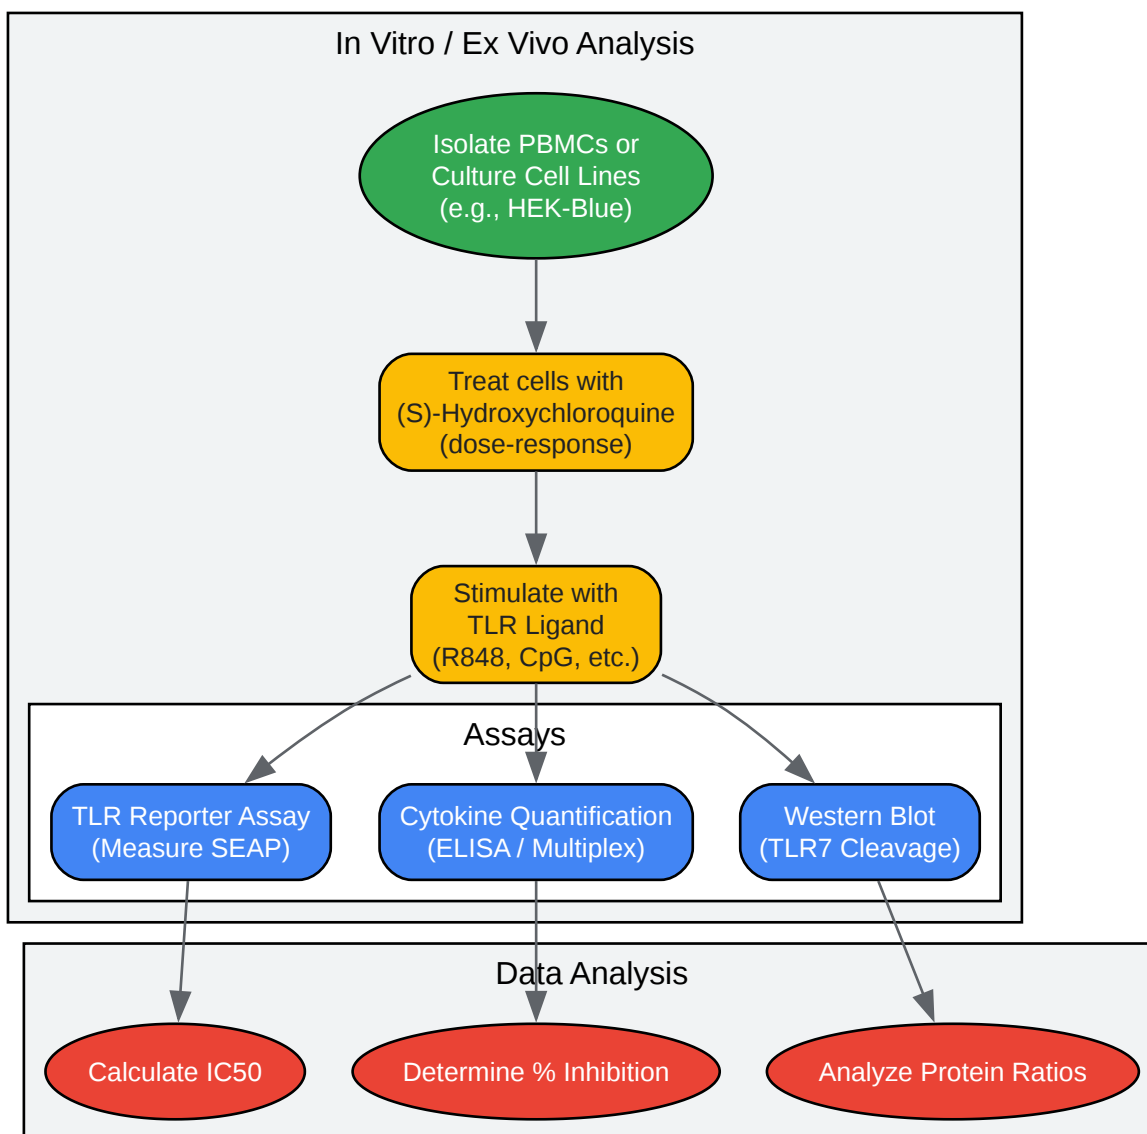 In Vitro / Ex Vivo Analysis
Isolate PBMCs or
Culture Cell Lines
(e.g., HEK-Blue)
Treat cells with
(S)-Hydroxychloroquine
(dose-response)
Stimulate with
TLR Ligand
(R848, CpG, etc.)
Assays
TLR Reporter Assay
(Measure SEAP)
Cytokine Quantification
(ELISA / Multiplex)
Western Blot
(TLR7 Cleavage)
Data Analysis
Calculate IC50
Determine % Inhibition
Analyze Protein Ratios